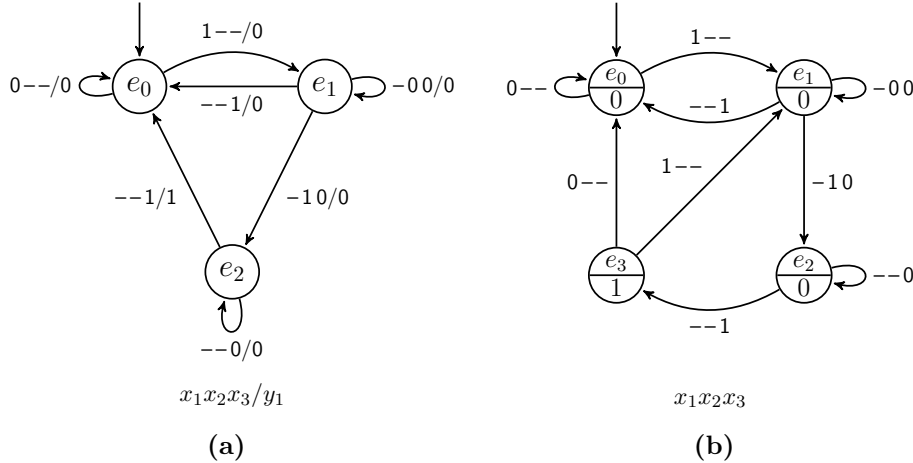 1--/0
1--
0--/0
e0
e1
-00/0
0--
e0
0
e1
0
-00
--1/0
--1
--1/1
-10/0
0--
1--
-10
e2
e3
1
e2
0
--0
--0/0
--1
x1x2x3/y1
x1x2x3
(a)
(b)